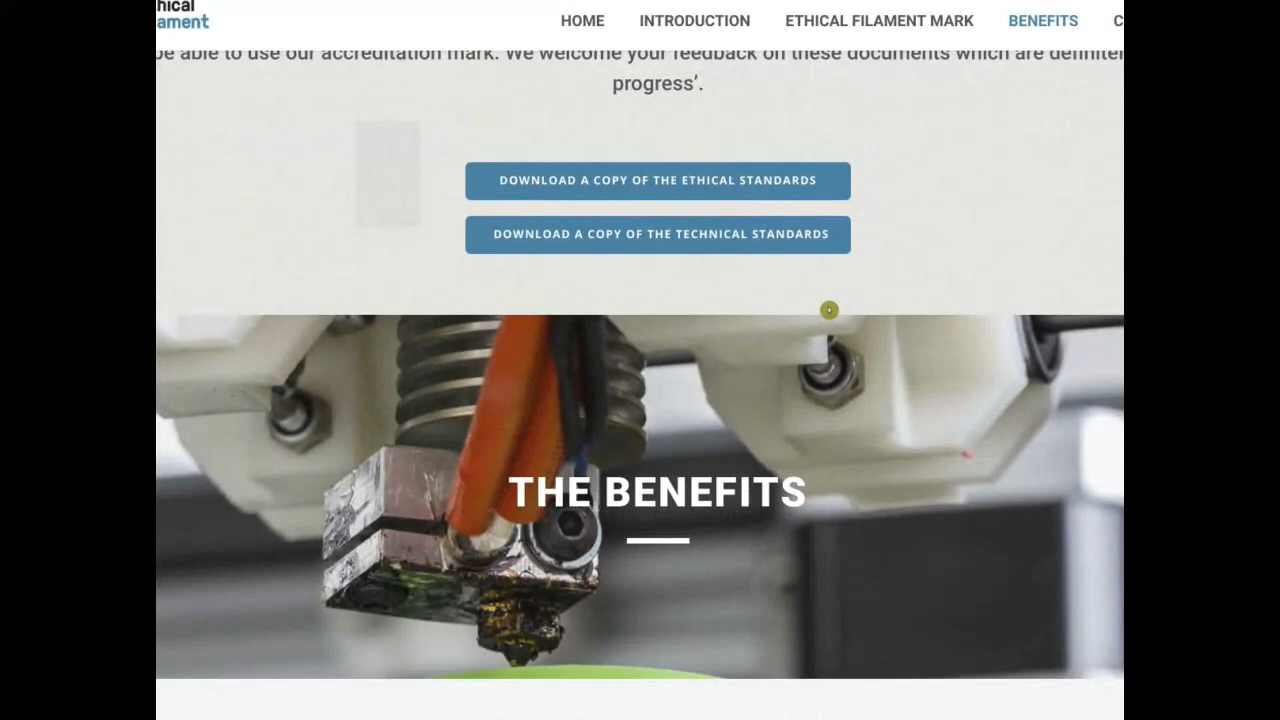 hical
ament
HOME INTRODUCTION ETHICAL FILAMENT MARK BENEFITS C
be able to use our accreditation mark. We welcome your feedback on these documents which are definitel
progress’.
DOWNLOAD A COPY OF THE ETHICAL STANDARDS
DOWNLOAD A COPY OF THE TECHNICAL STANDARDS
THE BENEFITS